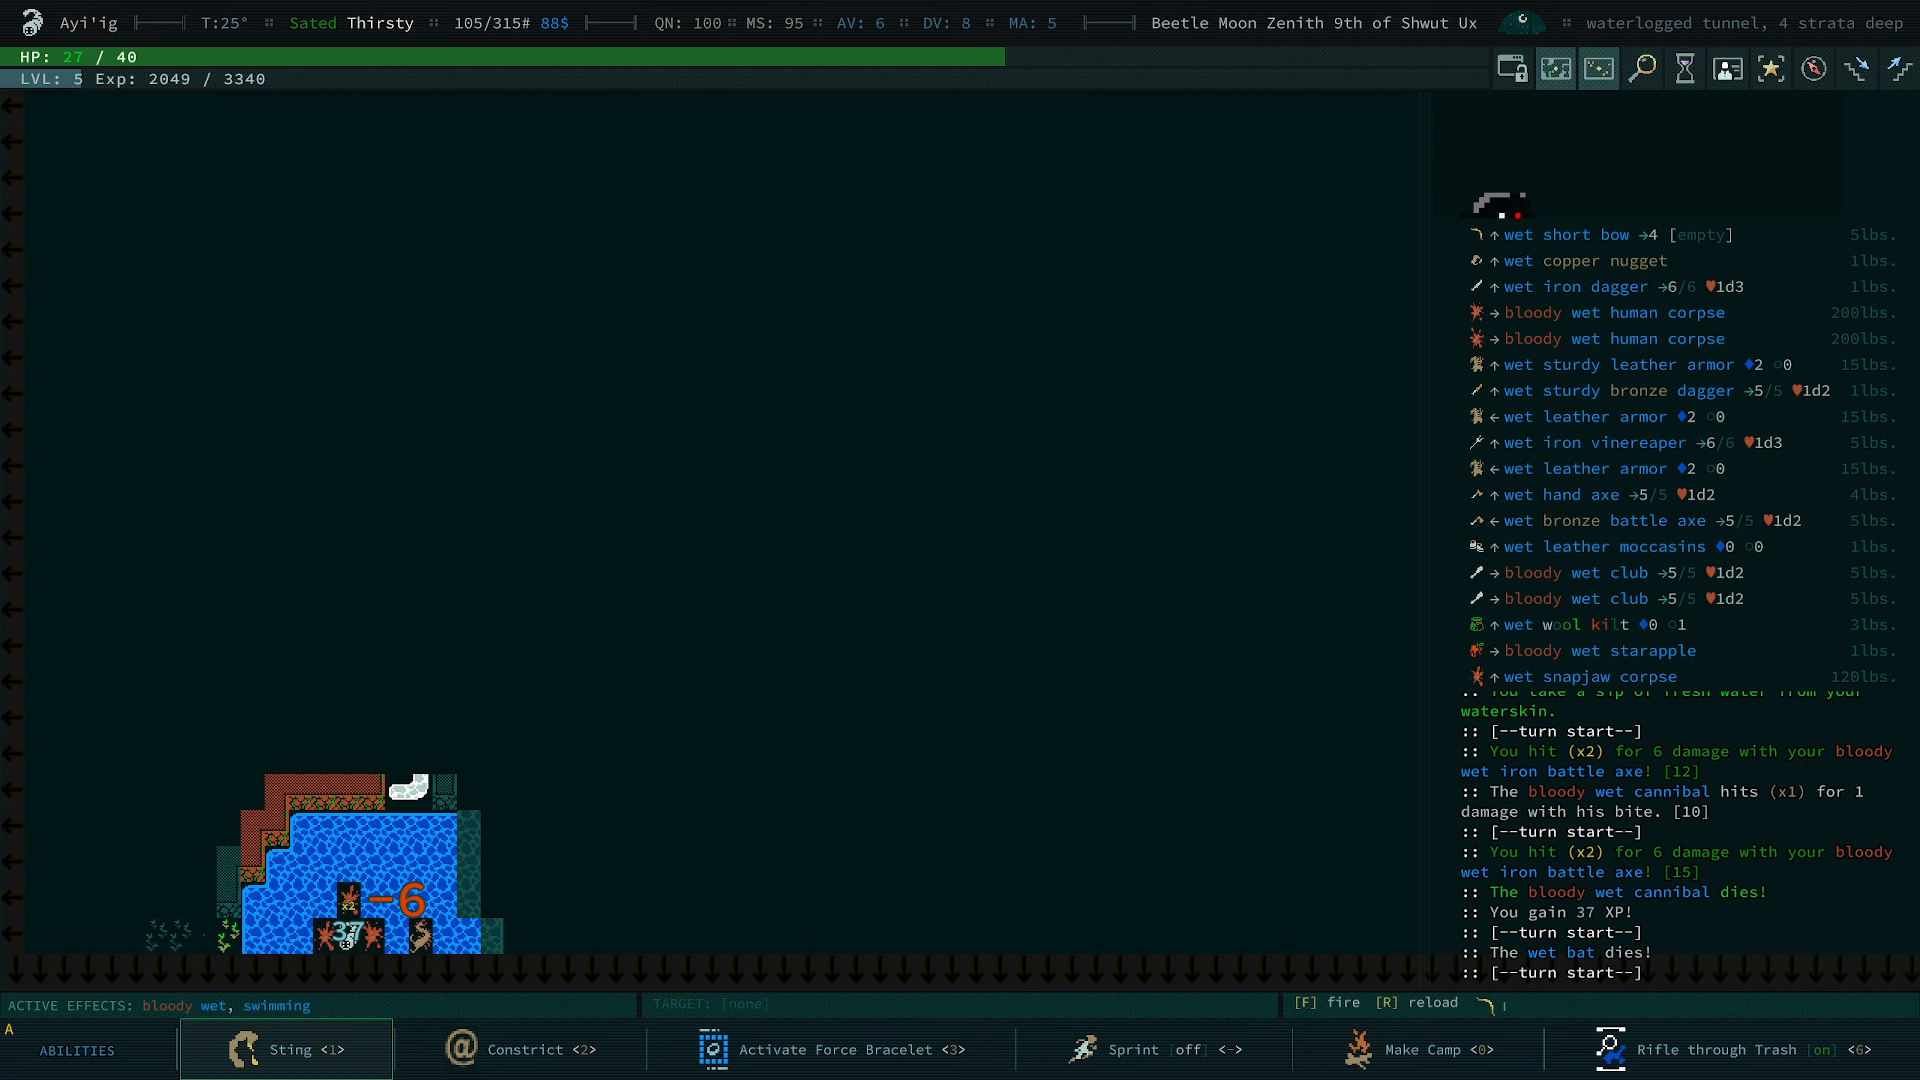 Ayi'ig T:25° Sated Thirsty 105/315# 88$ QN: 100 MS: 95 AV: 6 DV: 8 MA: 5 Beetle Moon Zenith 9th of Shwut Ux waterlogged tunnel, 4 strata deep
HP: 27 / 40
LVL: 5 Exp: 2049 / 3340
↑ wet short bow →4 [empty] 5lbs.
↑ wet copper nugget 1lbs.
↑ wet iron dagger →6/6 ♥1d3 1lbs.
→ bloody wet human corpse 200lbs.
→ bloody wet human corpse 200lbs.
↑ wet sturdy leather armor ♦2 ○0 15lbs.
↑ wet sturdy bronze dagger →5/5 ♥1d2 1lbs.
← wet leather armor ♦2 ○0 15lbs.
↑ wet iron vinereaper →6/6 ♥1d3 5lbs.
← wet leather armor ♦2 ○0 15lbs.
↑ wet hand axe →5/5 ♥1d2 4lbs.
← wet bronze battle axe →5/5 ♥1d2 5lbs.
↑ wet leather moccasins ♦0 ○0 1lbs.
→ bloody wet club →5/5 ♥1d2 5lbs.
→ bloody wet club →5/5 ♥1d2 5lbs.
↑ wet wool kilt ♦0 ○1 3lbs.
→ bloody wet starapple 1lbs.
↑ wet snapjaw corpse 120lbs.
:: You take a sip of fresh water from your
waterskin.
:: [--turn start--]
:: You hit (x2) for 6 damage with your bloody
wet iron battle axe! [12]
:: The bloody wet cannibal hits (x1) for 1
damage with his bite. [10]
:: [--turn start--]
:: You hit (x2) for 6 damage with your bloody
wet iron battle axe! [15]
:: The bloody wet cannibal dies!
:: You gain 37 XP!
:: [--turn start--]
:: The wet bat dies!
:: [--turn start--]
x2 -6
37
ACTIVE EFFECTS: bloody wet, swimming TARGET: [none] [F] fire [R] reload
A
ABILITIES Sting <1> Constrict <2> Activate Force Bracelet <3> Sprint [off] <-> Make Camp <0> Rifle through Trash [on] <6>